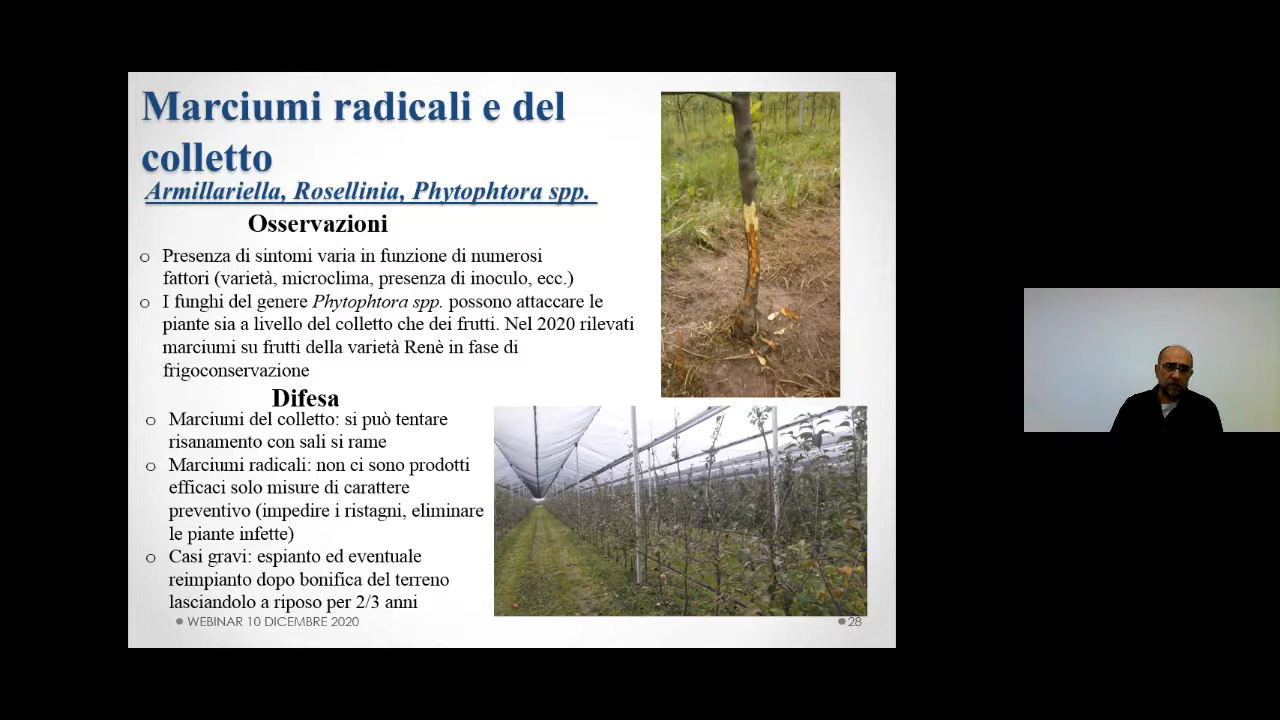 Marciumi radicali e del
colletto
Armillariella, Rosellinia, Phytophtora spp.
Osservazioni
o Presenza di sintomi varia in funzione di numerosi
fattori (varietà, microclima, presenza di inoculo, ecc.)
o I funghi del genere Phytophtora spp. possono attaccare le
piante sia a livello del colletto che dei frutti. Nel 2020 rilevati
marciumi su frutti della varietà Renè in fase di
frigoconservazione
Difesa
o Marciumi del colletto: si può tentare
risanamento con sali si rame
o Marciumi radicali: non ci sono prodotti
efficaci solo misure di carattere
preventivo (impedire i ristagni, eliminare
le piante infette)
o Casi gravi: espianto ed eventuale
reimpianto dopo bonifica del terreno
lasciandolo a riposo per 2/3 anni
● WEBINAR 10 DICEMBRE 2020
● 28